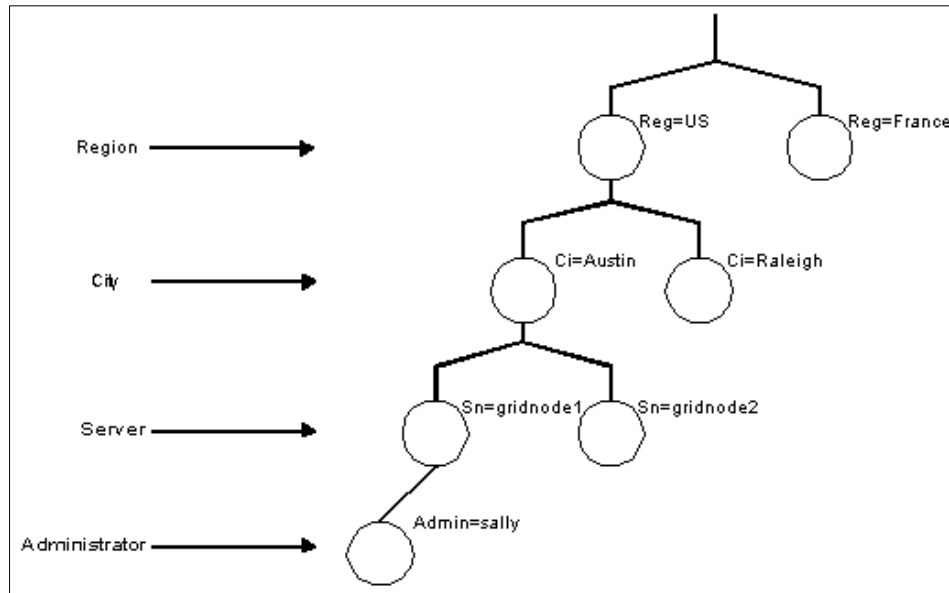 Reg=US
Reg=France
Region
Ci=Austin
Ci=Raleigh
City
Sn=gridnode1
Sn=gridnode2
Server
Admin=sally
Administrator